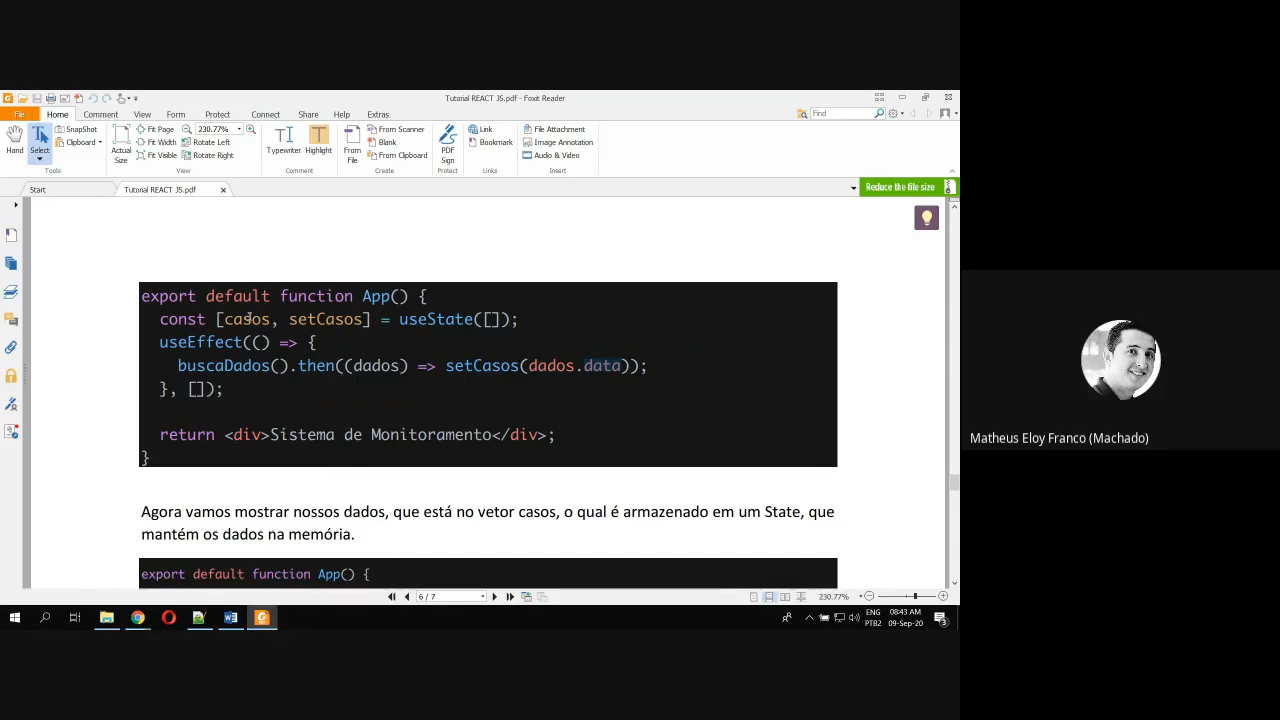 Tutorial REACT JS.pdf - Foxit Reader
File Home Comment View Form Protect Connect Share Help Extras
Find
Hand
Select
SnapShot
Clipboard
Tools
Actual Size
Fit Page
Fit Width
Fit Visible
230.77%
Rotate Left
Rotate Right
View
Typewriter
Highlight
Comment
From File
From Scanner
Blank
From Clipboard
Create
PDF Sign
Protect
Link
Bookmark
Links
File Attachment
Image Annotation
Audio & Video
Insert
Start
Tutorial REACT JS.pdf
Reduce the file size
export default function App() {
const [casos, setCasos] = useState([]);
useEffect(() => {
buscaDados().then((dados) => setCasos(dados.data));
}, []);
return <div>Sistema de Monitoramento</div>;
}
Agora vamos mostrar nossos dados, que está no vetor casos, o qual é armazenado em um State, que
mantém os dados na memória.
export default function App() {
6 / 7
230.77%
ENG
PTB2
08:43 AM
09-Sep-20
3
Matheus Eloy Franco (Machado)